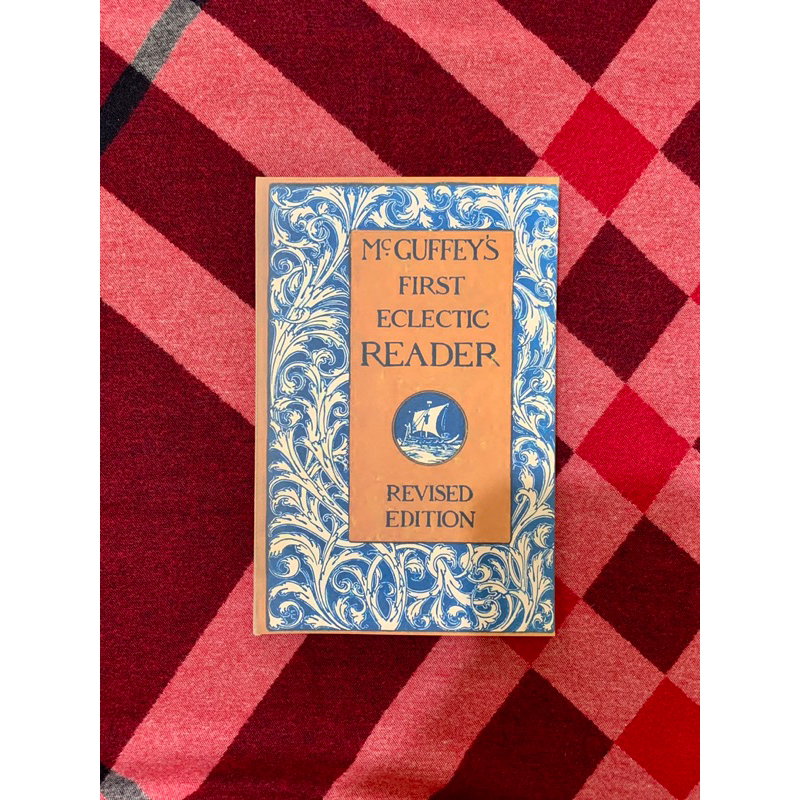 McGUFFEY'S
FIRST
ECLECTIC
READER
REVISED
EDITION